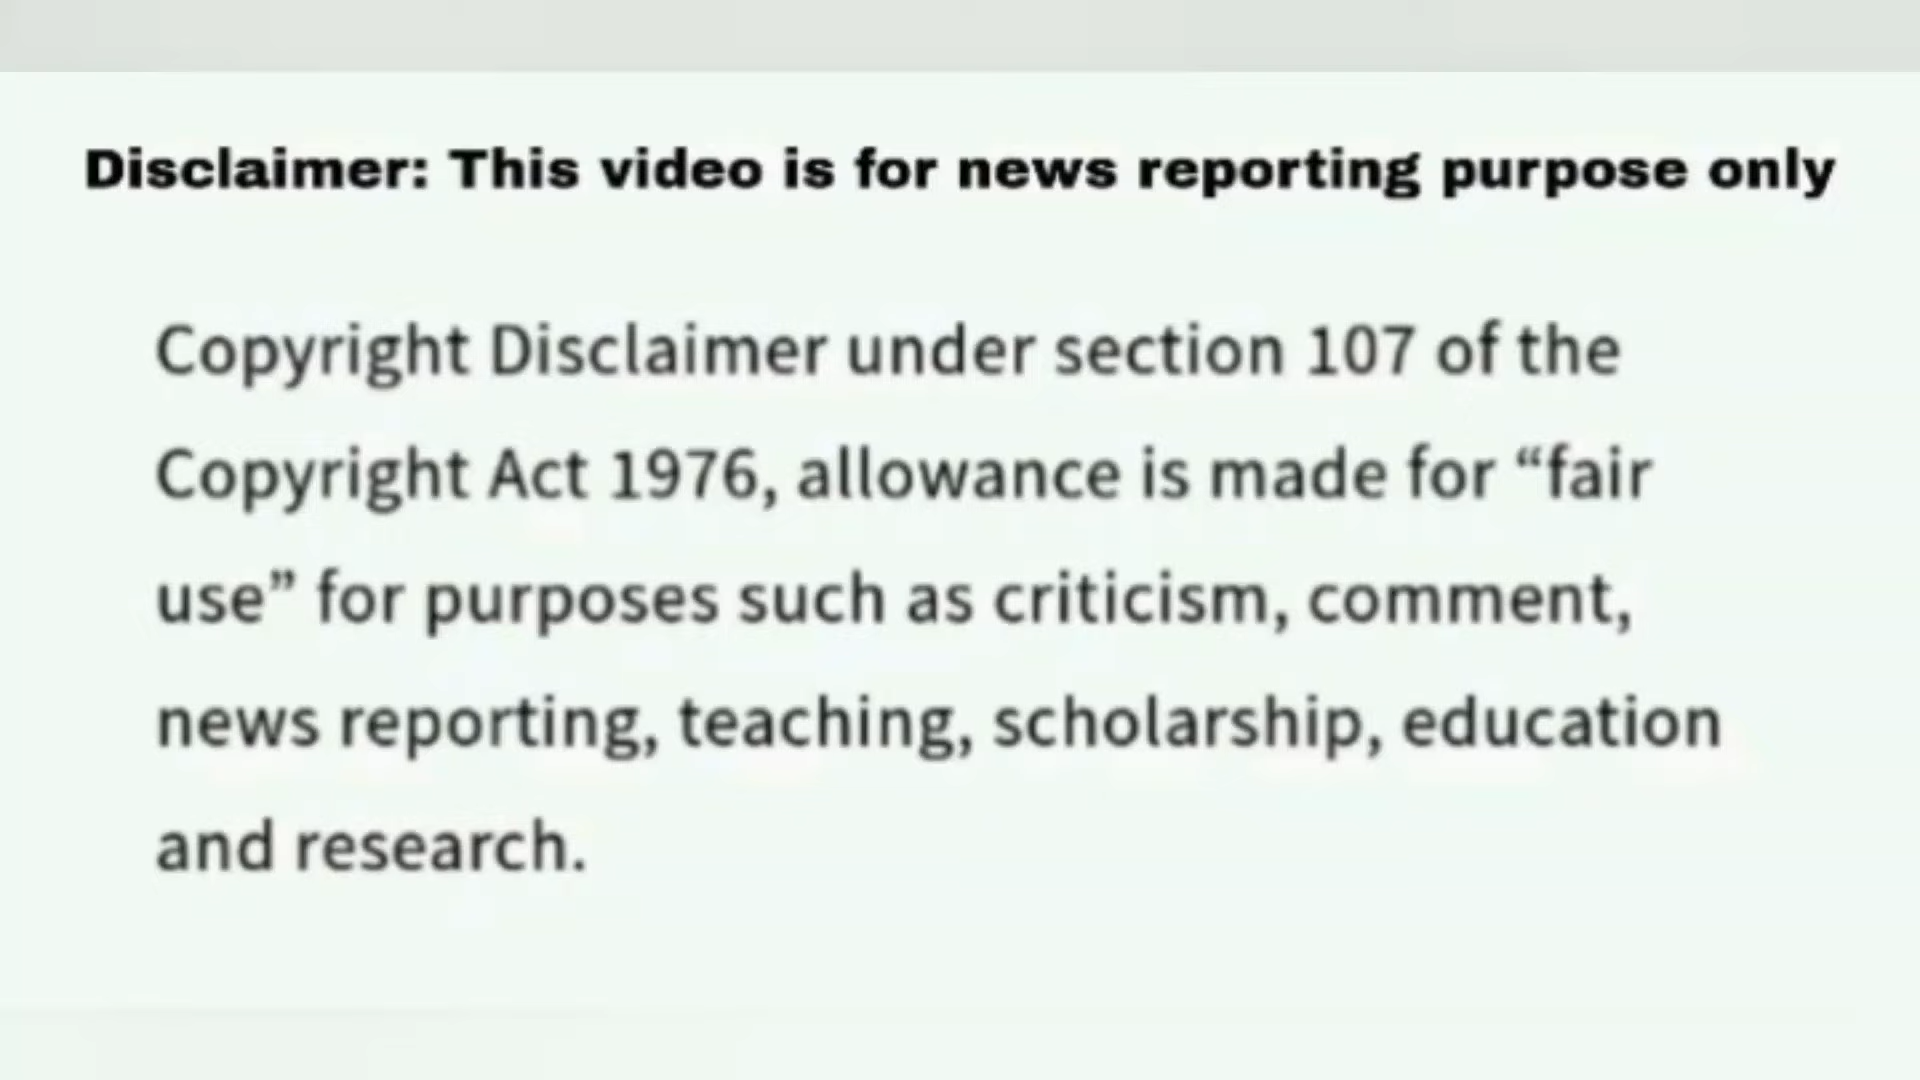 Disclaimer: This video is for news reporting purpose only
Copyright Disclaimer under section 107 of the
Copyright Act 1976, allowance is made for “fair
use” for purposes such as criticism, comment,
news reporting, teaching, scholarship, education
and research.